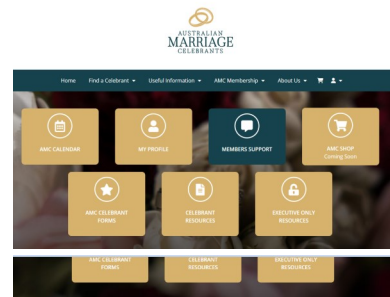 AUSTRALIAN
MARRIAGE
CELEBRANTS
Home Find a Celebrant Useful Information AMC Membership About Us
AMC CALENDAR MY PROFILE MEMBERS SUPPORT AMC SHOP
Coming Soon
AMC CELEBRANT CELEBRANT EXECUTIVE ONLY
FORMS RESOURCES RESOURCES
AMC CELEBRANT CELEBRANT EXECUTIVE ONLY
FORMS RESOURCES RESOURCES